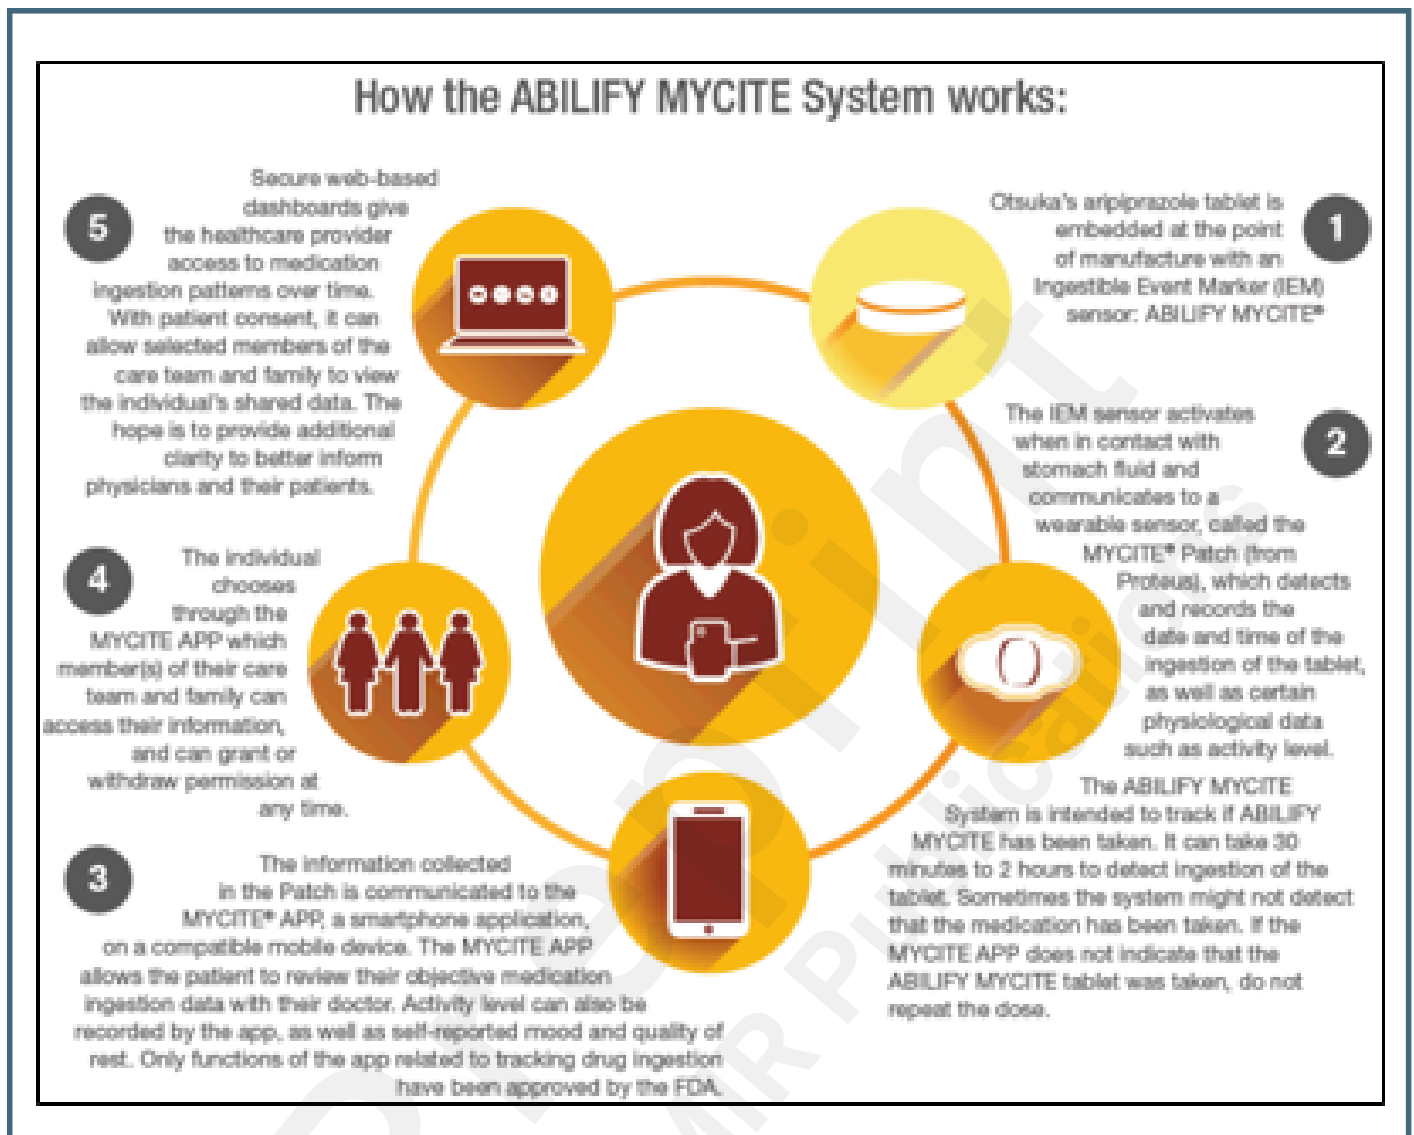 How the ABILIFY MYCITE System works:
1
Otsuka's aripiprazole tablet is
embedded at the point
of manufacture with an
Ingestible Event Marker (IEM)
sensor: ABILIFY MYCITE®
2
The IEM sensor activates
when in contact with
stomach fluid and
communicates to a
wearable sensor, called the
MYCITE® Patch (from
Proteus), which detects
and records the
date and time of the
ingestion of the tablet,
as well as certain
physiological data
such as activity level.
The ABILIFY MYCITE
System is intended to track if ABILIFY
MYCITE has been taken. It can take 30
minutes to 2 hours to detect ingestion of the
tablet. Sometimes the system might not detect
that the medication has been taken. If the
MYCITE APP does not indicate that the
ABILIFY MYCITE tablet was taken, do not
repeat the dose.
3
The information collected
in the Patch is communicated to the
MYCITE® APP, a smartphone application,
on a compatible mobile device. The MYCITE APP
allows the patient to review their objective medication
ingestion data with their doctor. Activity level can also be
recorded by the app, as well as self-reported mood and quality of
rest. Only functions of the app related to tracking drug ingestion
have been approved by the FDA.
4
The individual
chooses
through the
MYCITE APP which
member(s) of their care
team and family can
access their information,
and can grant or
withdraw permission at
any time.
5
Secure web-based
dashboards give
the healthcare provider
access to medication
ingestion patterns over time.
With patient consent, it can
allow selected members of the
care team and family to view
the individual's shared data. The
hope is to provide additional
clarity to better inform
physicians and their patients.
Preprint
JMIR Publications